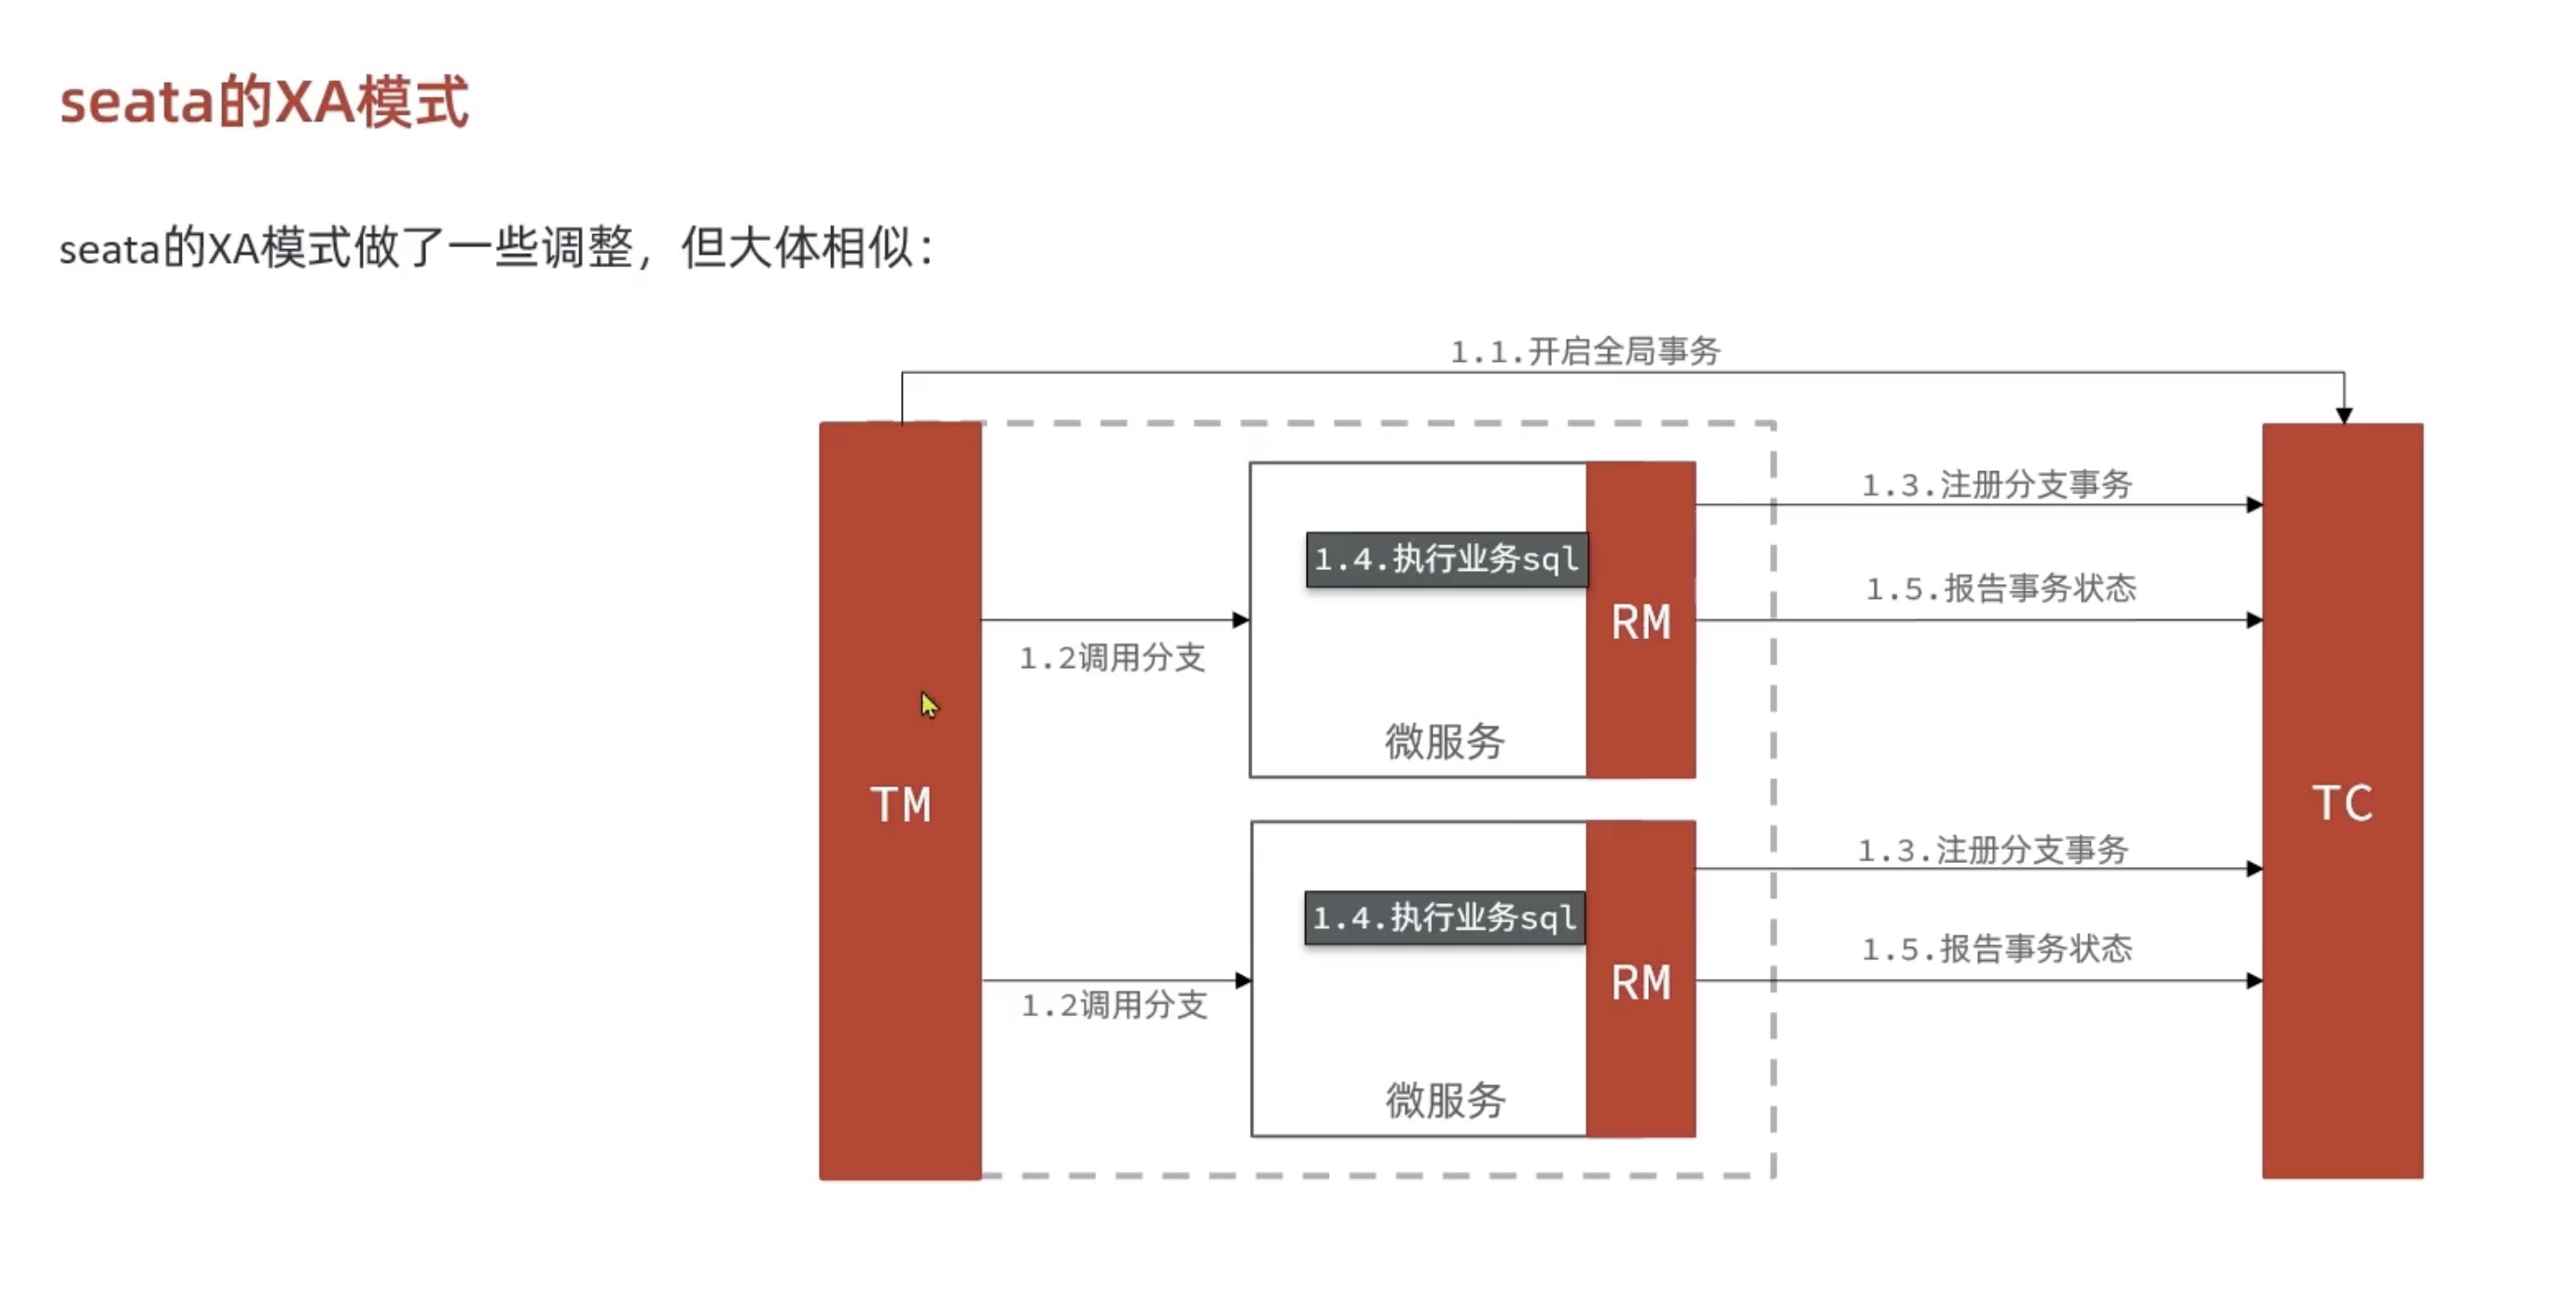 seata的XA模式
seata的XA模式做了一些调整，但大体相似：
1.1.开启全局事务
1.3.注册分支事务
1.4.执行业务sql
1.5.报告事务状态
RM
1.2调用分支
微服务
TM
TC
1.3.注册分支事务
1.4.执行业务sql
1.5.报告事务状态
RM
1.2调用分支
微服务